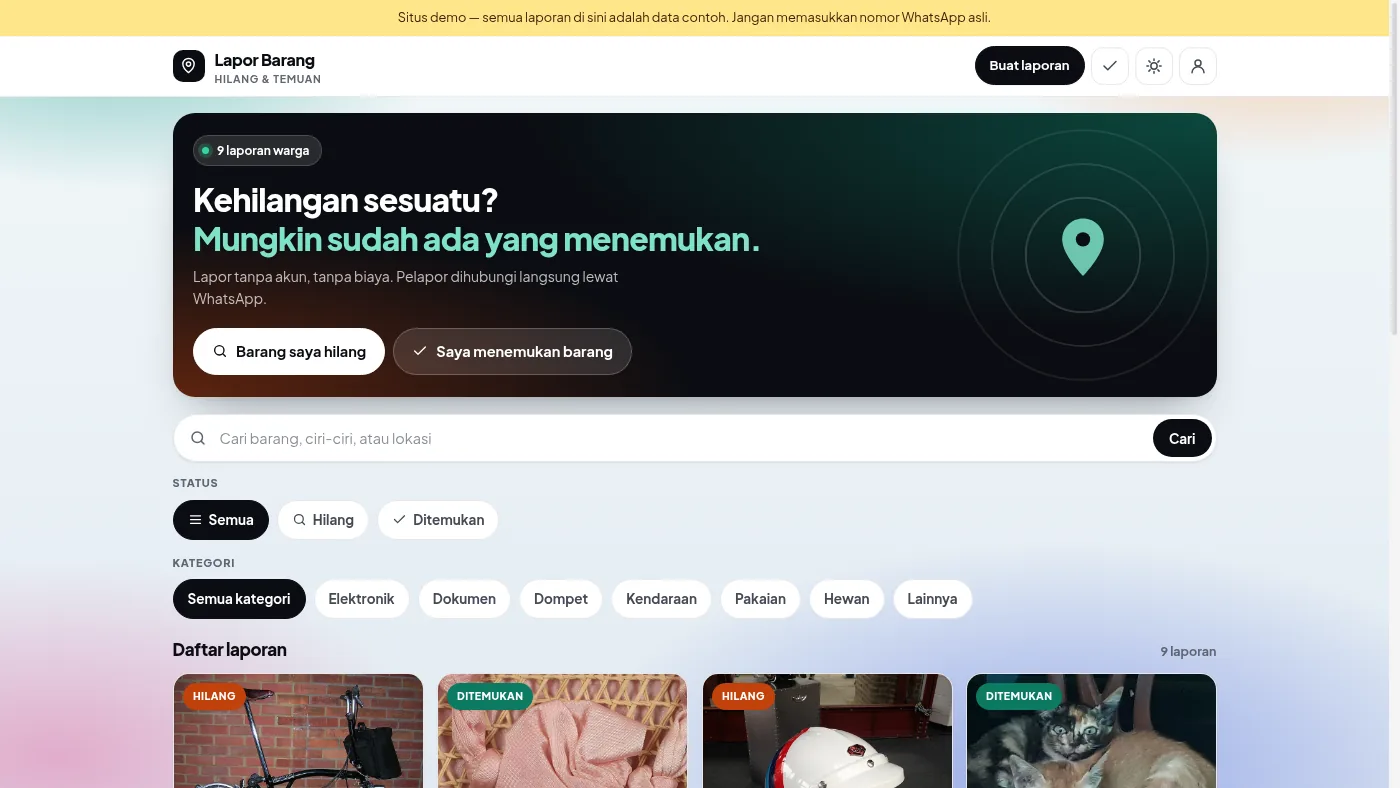 Situs demo — semua laporan di sini adalah data contoh. Jangan memasukkan nomor WhatsApp asli.
Lapor Barang
HILANG & TEMUAN
Buat laporan
9 laporan warga
Kehilangan sesuatu?
Mungkin sudah ada yang menemukan.
Lapor tanpa akun, tanpa biaya. Pelapor dihubungi langsung lewat
WhatsApp.
Barang saya hilang
Saya menemukan barang
Cari barang, ciri-ciri, atau lokasi
Cari
STATUS
Semua
Hilang
Ditemukan
KATEGORI
Semua kategori
Elektronik
Dokumen
Dompet
Kendaraan
Pakaian
Hewan
Lainnya
Daftar laporan
9 laporan
HILANG
DITEMUKAN
HILANG
DITEMUKAN